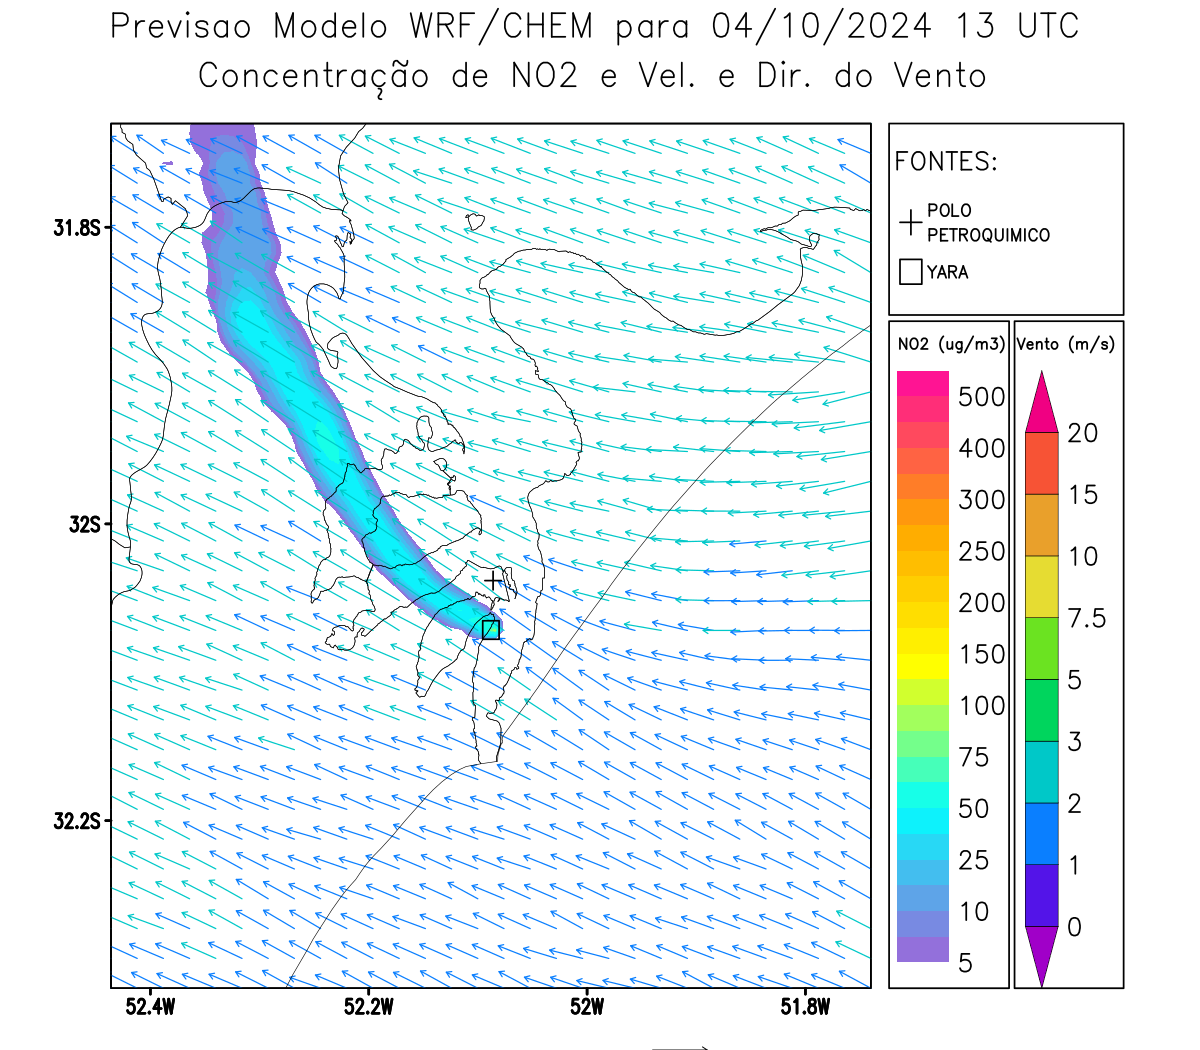 Previsao Modelo WRF/CHEM para 04/10/2024 13 UTC
Concentração de NO2 e Vel. e Dir. do Vento
FONTES:
POLO
PETROQUIMICO
YARA
NO2 (ug/m3)
500
400
300
250
200
150
100
75
50
25
10
5
Vento (m/s)
20
15
10
7.5
5
3
2
1
0
31.8S
32S
32.2S
52.4W
52.2W
52W
51.8W